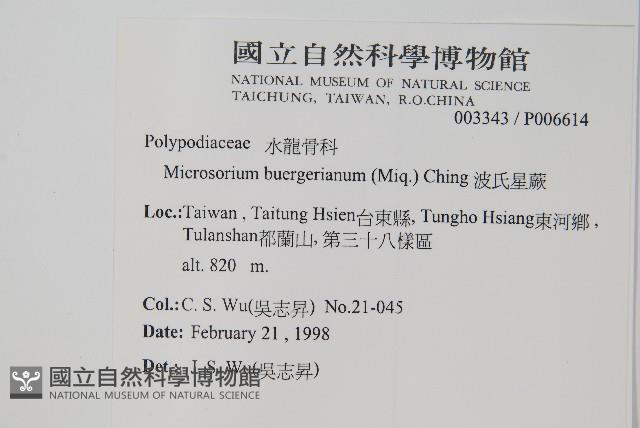 國立自然科學博物館
NATIONAL MUSEUM OF NATURAL SCIENCE
TAICHUNG, TAIWAN, R.O.CHINA
003343 / P006614
Polypodiaceae 水龍骨科
Microsorium buergerianum (Miq.) Ching 波氏星蕨
Loc.:Taiwan , Taitung Hsien台東縣, Tungho Hsiang東河鄉 ,
Tulanshan都蘭山, 第三十八樣區
alt. 820 m.
Col.: C. S. Wu(吳志昇) No.21-045
Date: February 21 , 1998
Det.: J. S. Wu(吳志昇)
國立自然科學博物館
NATIONAL MUSEUM OF NATURAL SCIENCE